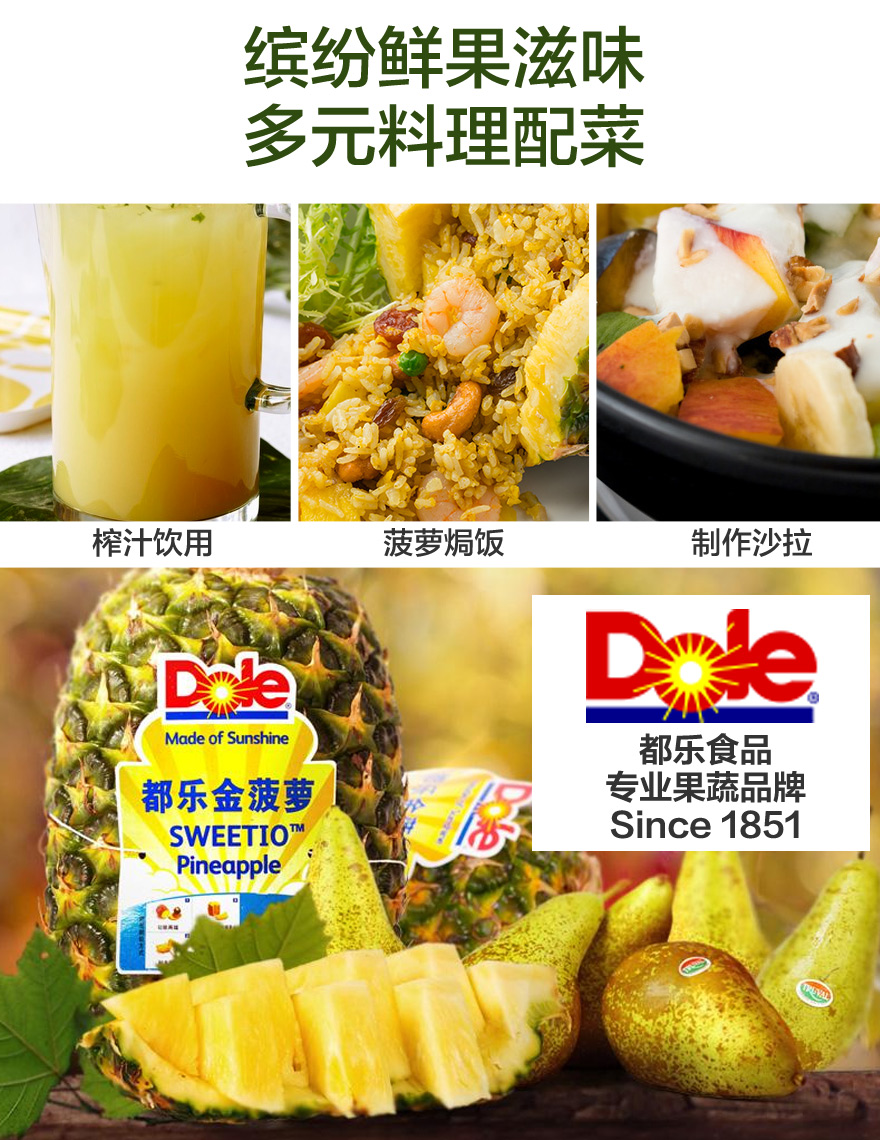 缤纷鲜果滋味
多元料理配菜
榨汁饮用
菠萝焗饭
制作沙拉
Dole
Made of Sunshine
都乐金菠萝
SWEETIO™
Pineapple
Dole
Dole
都乐食品
专业果蔬品牌
Since 1851
TRUVAL